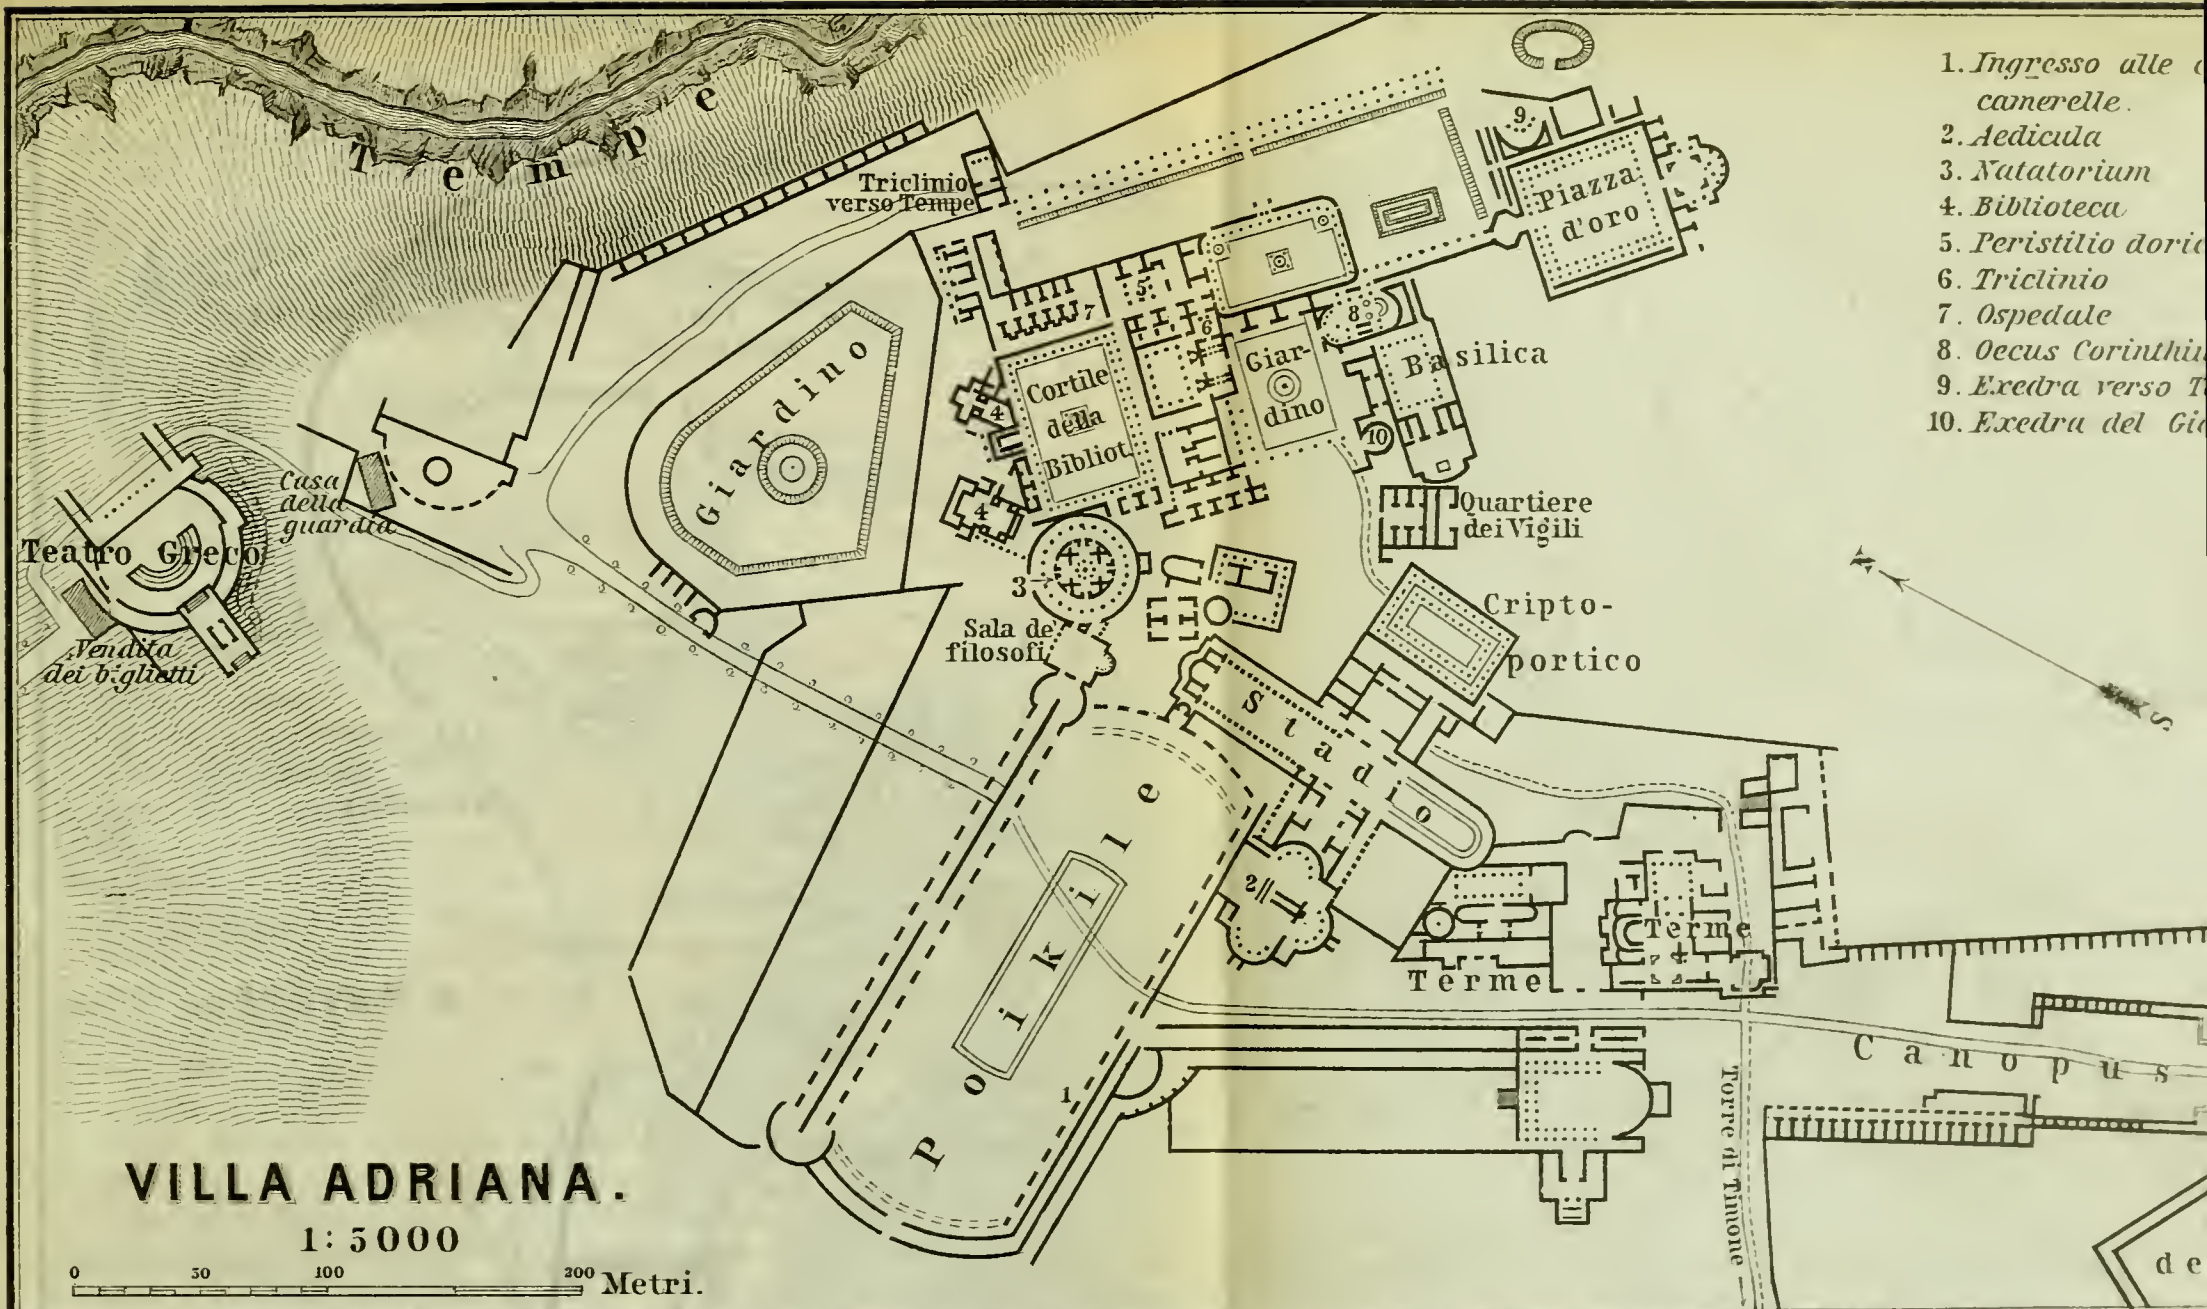 Tempe
1. Ingresso alle
camerelle.
2. Aedicula
3. Natatorium
4. Biblioteca
5. Peristilio
6. Triclinio
7. Ospedale
8. Oecus
9. Exedra verso
10. Exedra del
Triclinio
verso Tempe
9
Piazza
d'oro
5
7
6
8
Basilica
Giardino
Cortile
della
Bibliot.
4
Giar-
dino
10
Casa
della
guardia
Teatro Greco
Vendita
dei biglietti
4
Quartiere
dei Vigili
3
Sala de'
filosofi
Cripto-
portico
N
S
Stadio
Poikile
2
Terme
Terme
1
Canopus
Torre di Timone
VILLA ADRIANA.
1:5000
0 50 100 200 Metri.
de